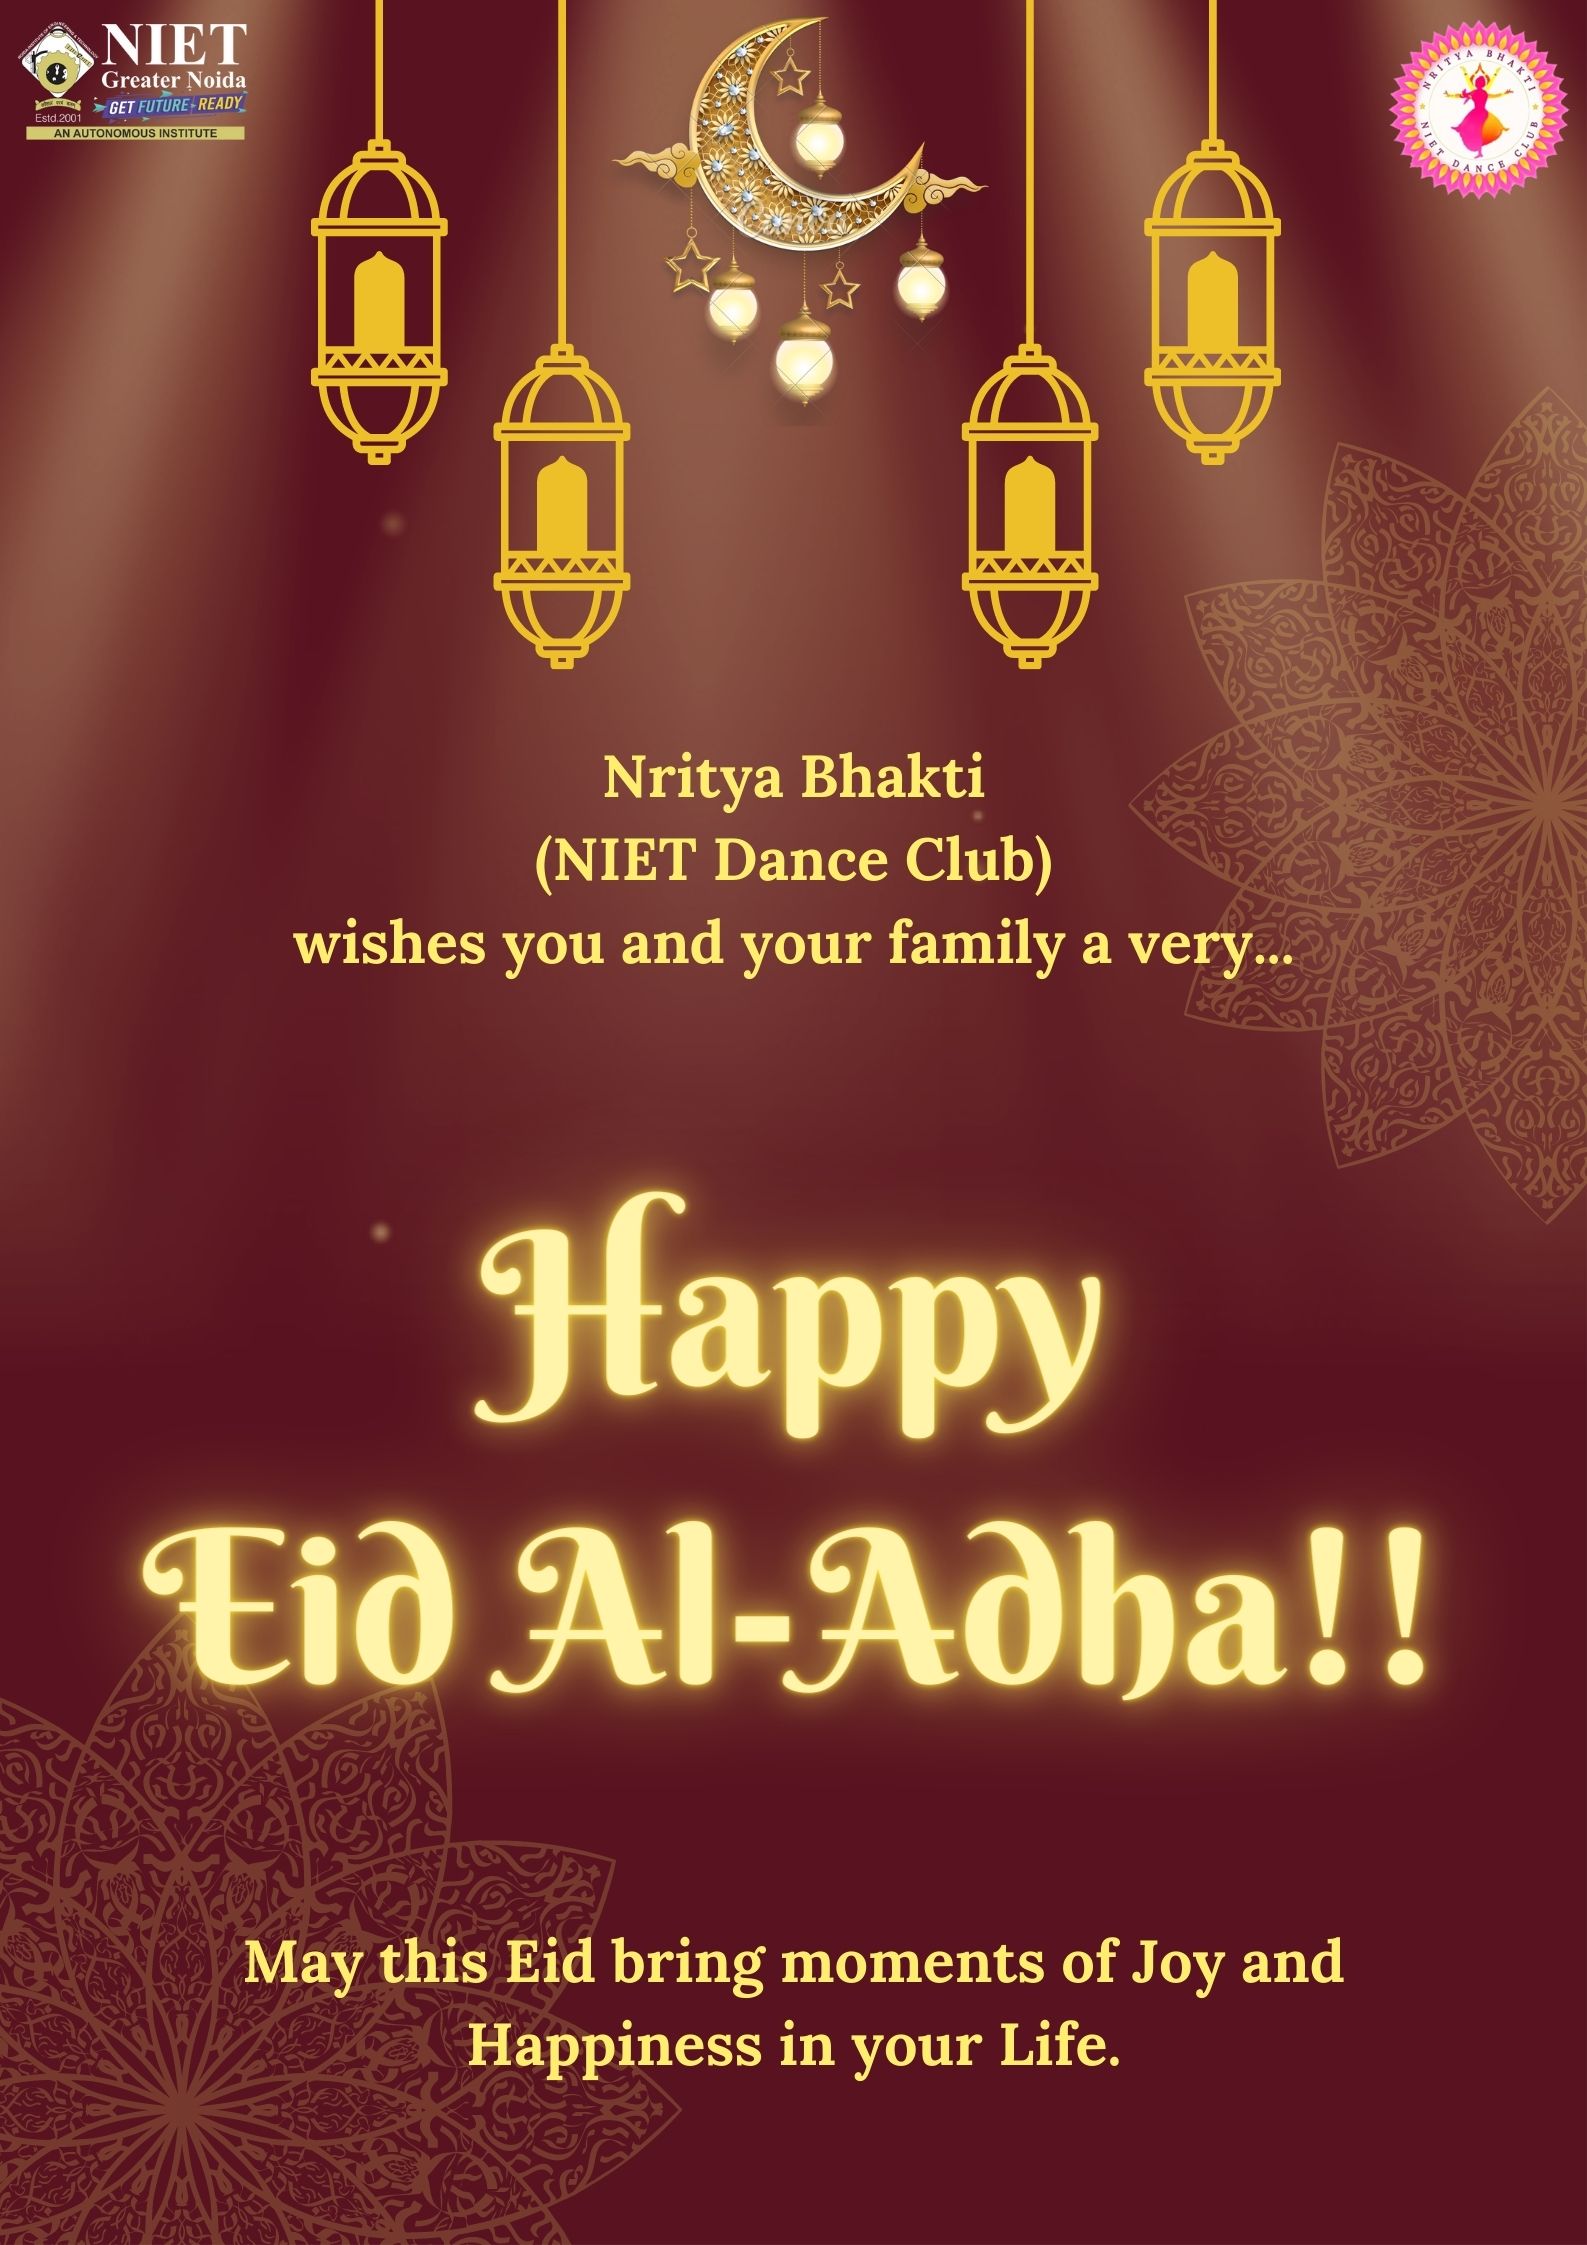 NIET
Greater Noida
GET FUTURE-READY
Estd.2001
AN AUTONOMOUS INSTITUTE
NRITYA BHAKTI
NIET DANCE CLUB
Nritya Bhakti
(NIET Dance Club)
wishes you and your family a very...
Happy
Eid Al-Adha!!
May this Eid bring moments of Joy and
Happiness in your Life.